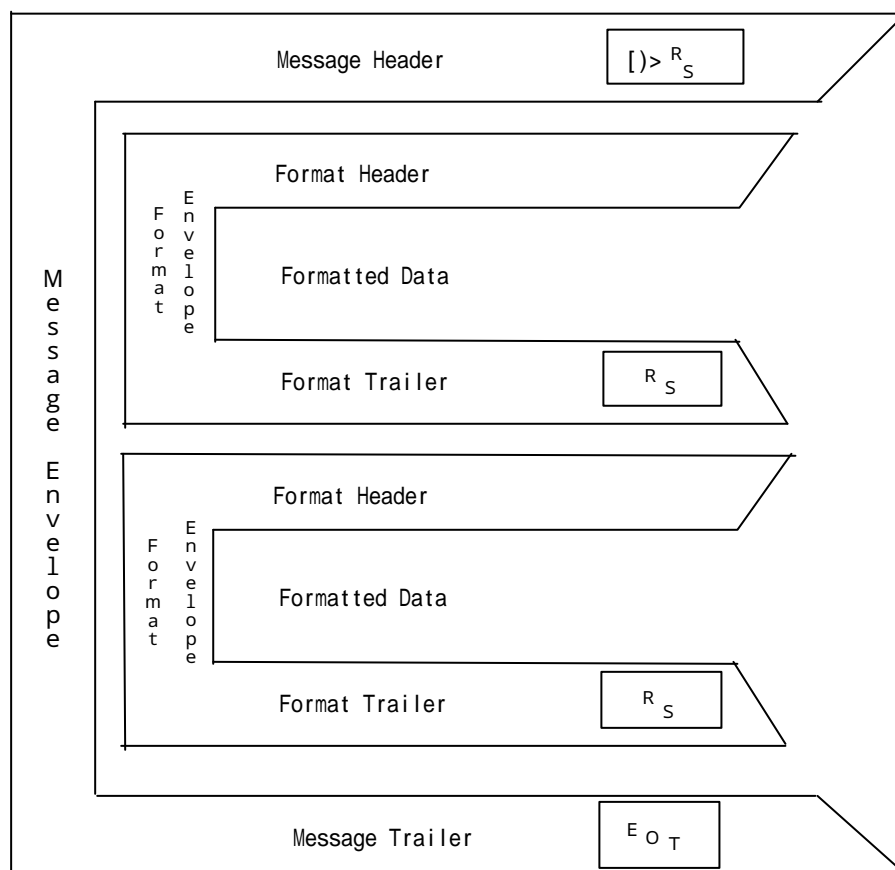 Message Header
[)> RS
Format Header
Format Envelope
Formatted Data
Format Trailer
RS
Message Envelope
Format Header
Format Envelope
Formatted Data
Format Trailer
RS
Message Trailer
EOT